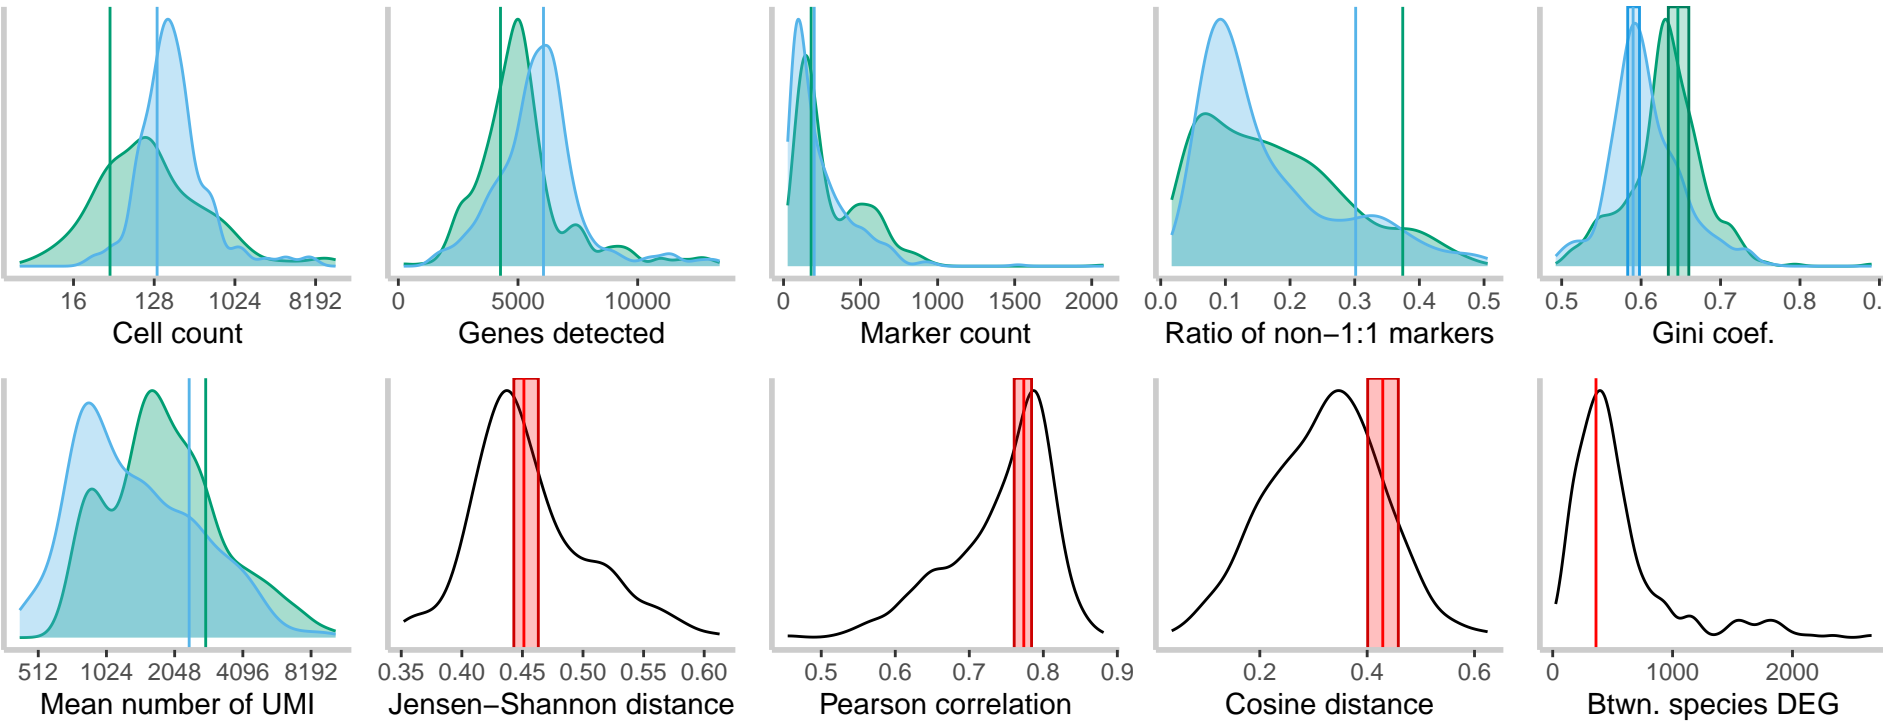 16 128 1024 8192 0 5000 10000 0 500 1000 1500 2000 0.0 0.1 0.2 0.3 0.4 0.5 0.5 0.6 0.7 0.8 0.
Cell count Genes detected Marker count Ratio of non−1:1 markers Gini coef.
512 1024 2048 4096 8192 0.35 0.40 0.45 0.50 0.55 0.60 0.5 0.6 0.7 0.8 0.9 0.2 0.4 0.6 0 1000 2000
Mean number of UMI Jensen−Shannon distance Pearson correlation Cosine distance Btwn. species DEG